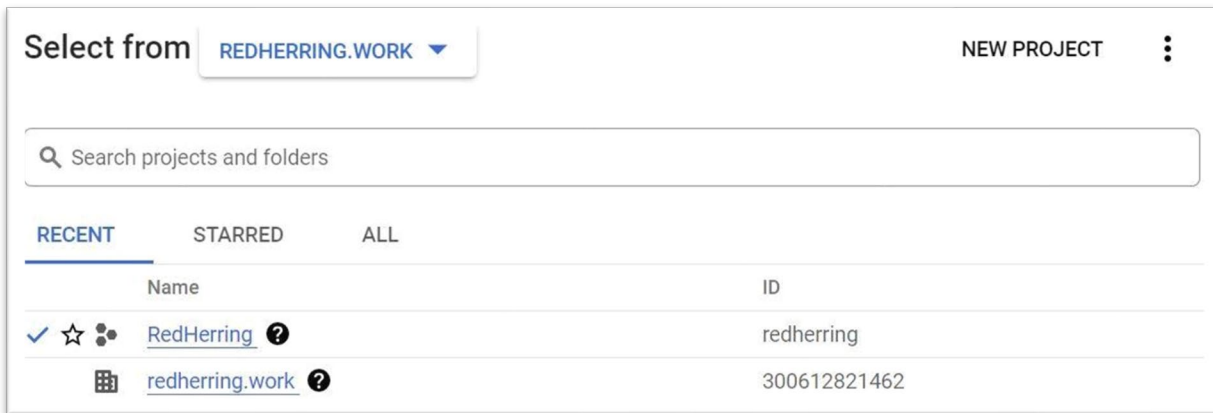 Select from REDHERRING.WORK NEW PROJECT
Search projects and folders
RECENT STARRED ALL
Name ID
RedHerring ? redherring
redherring.work ? 300612821462